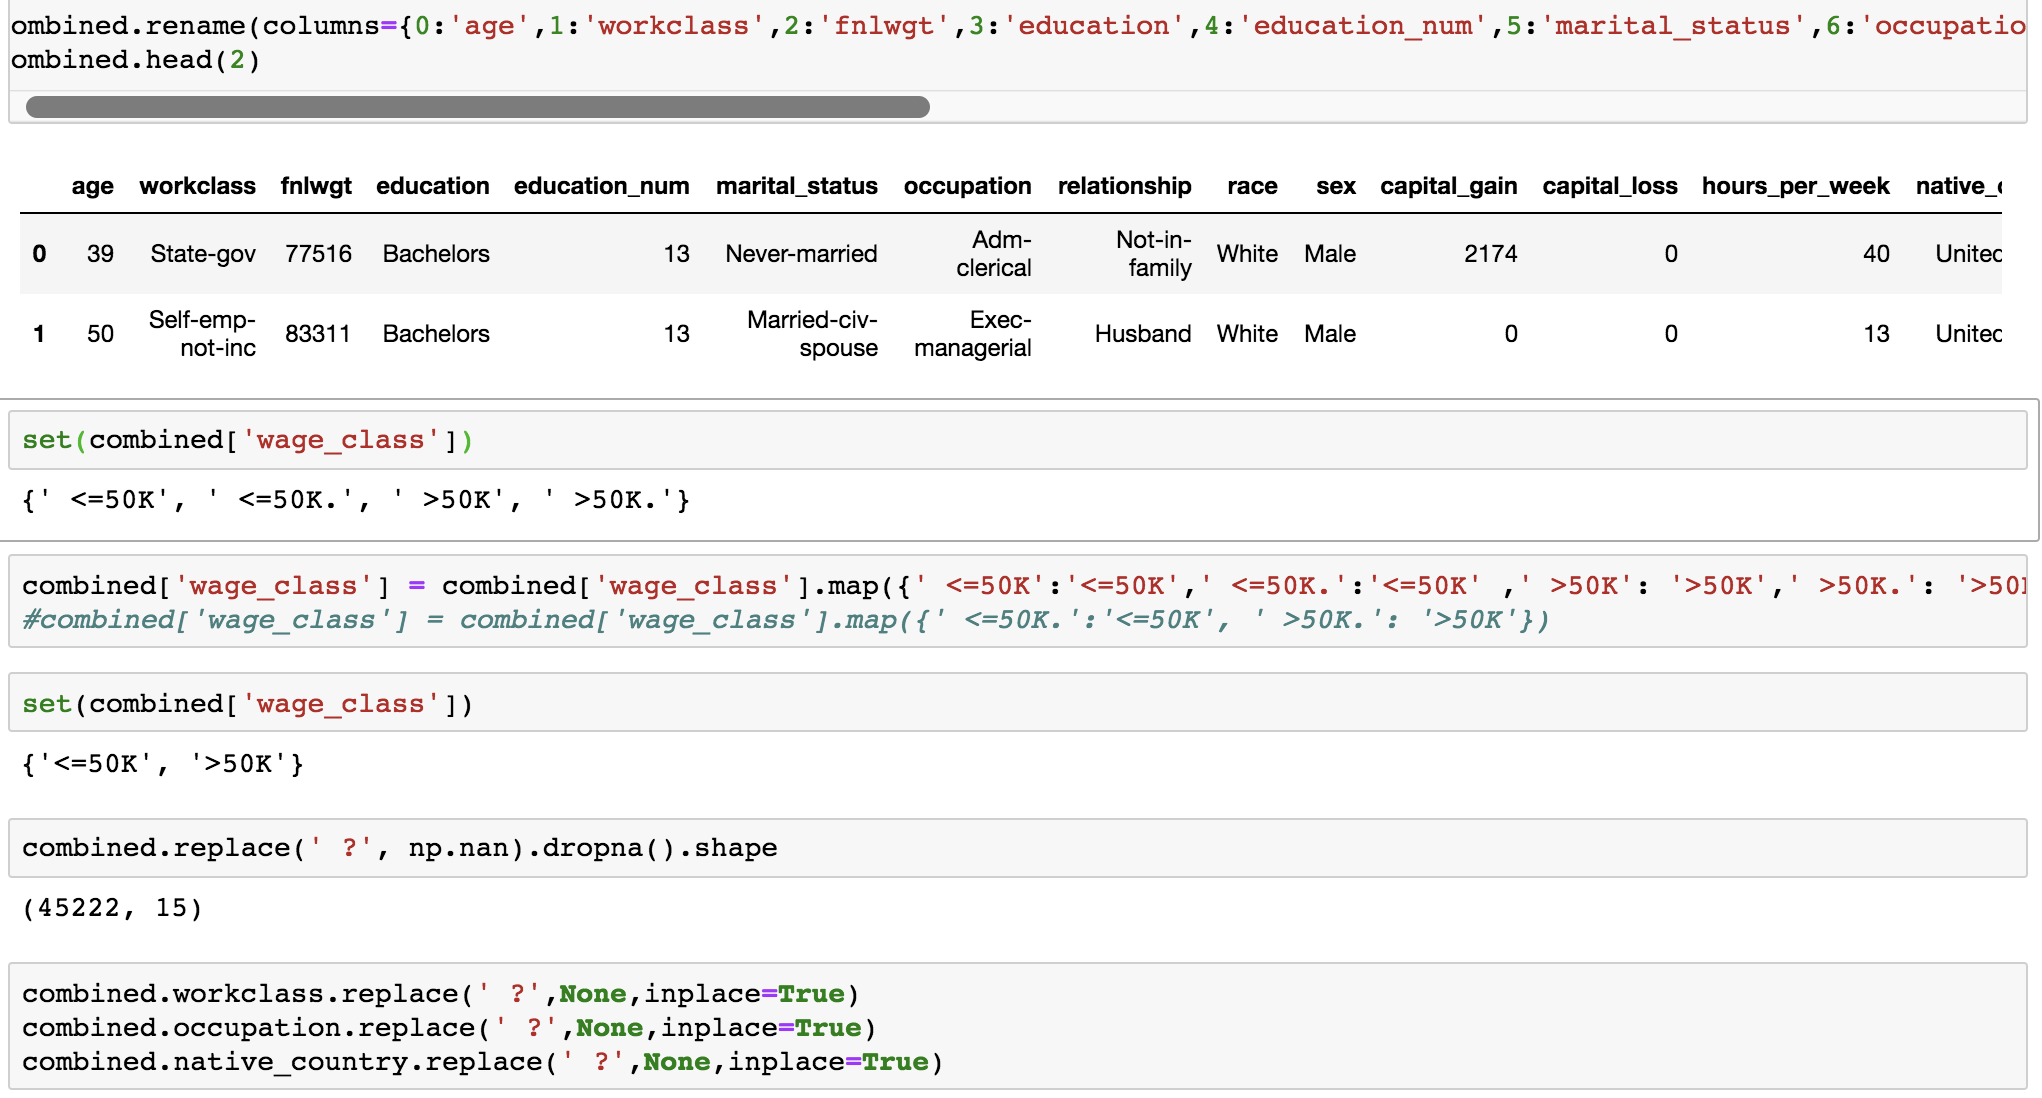 ombined.rename(columns={0:'age',1:'workclass',2:'fnlwgt',3:'education',4:'education_num',5:'marital_status',6:'occupatio
ombined.head(2)
age workclass fnlwgt education education_num marital_status occupation relationship race sex capital_gain capital_loss hours_per_week native_c
0 39 State-gov 77516 Bachelors 13 Never-married Adm-clerical Not-in-family White Male 2174 0 40 United
1 50 Self-emp-not-inc 83311 Bachelors 13 Married-civ-spouse Exec-managerial Husband White Male 0 0 13 United
set(combined['wage_class'])
{' <=50K', ' <=50K.', ' >50K', ' >50K.'}
combined['wage_class'] = combined['wage_class'].map({' <=50K':'<=50K',' <=50K.':'<=50K' ,' >50K': '>50K',' >50K.': '>50
#combined['wage_class'] = combined['wage_class'].map({' <=50K.':'<=50K', ' >50K.': '>50K'})
set(combined['wage_class'])
{'<=50K', '>50K'}
combined.replace(' ?', np.nan).dropna().shape
(45222, 15)
combined.workclass.replace(' ?',None,inplace=True)
combined.occupation.replace(' ?',None,inplace=True)
combined.native_country.replace(' ?',None,inplace=True)